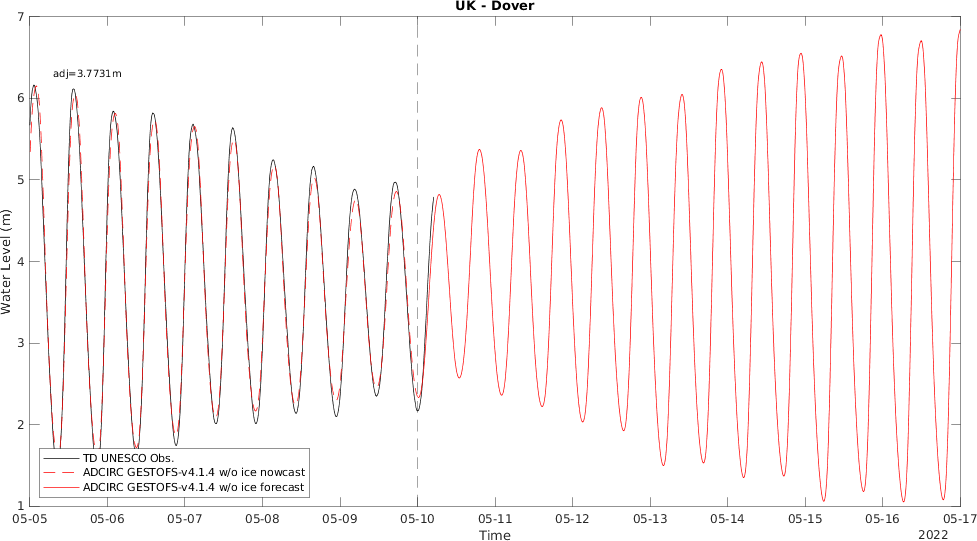 UK - Dover
adj=3.7731m
7
6
5
4
3
2
1
Water Level (m)
TD UNESCO Obs.
ADCIRC GESTOFS-v4.1.4 w/o ice nowcast
ADCIRC GESTOFS-v4.1.4 w/o ice forecast
05-05 05-06 05-07 05-08 05-09 05-10 05-11 05-12 05-13 05-14 05-15 05-16 05-17
Time
2022